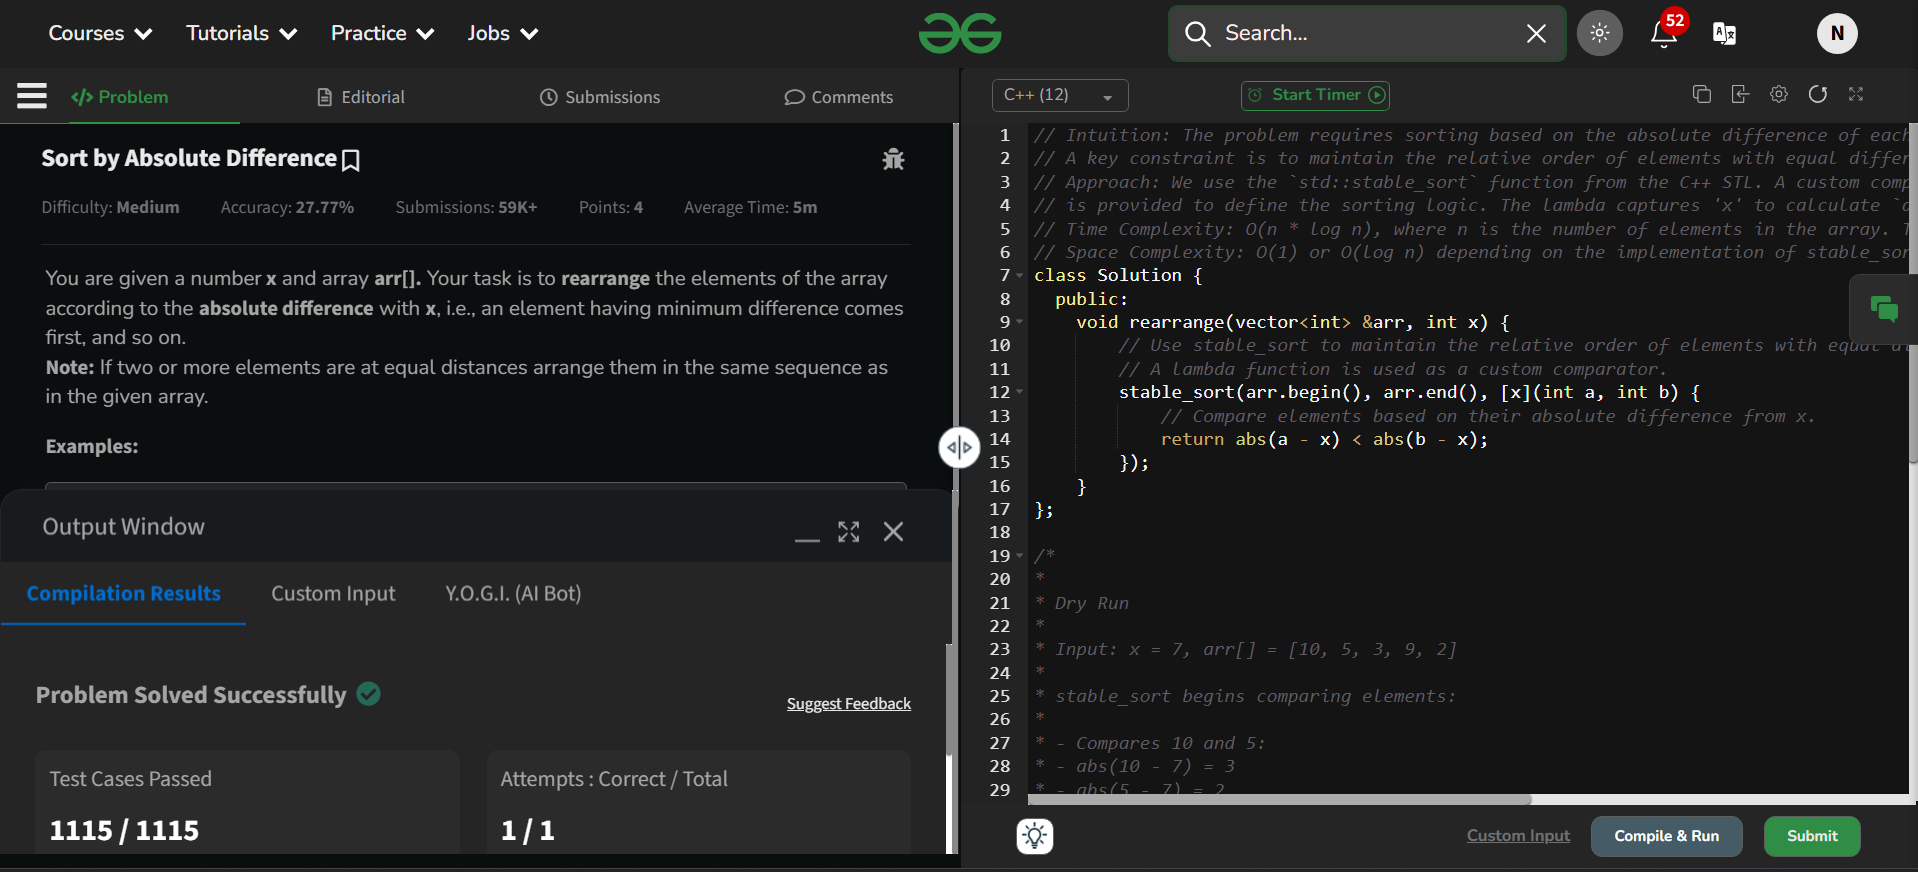 Courses
Tutorials
Practice
Jobs
Search...
52
N
Problem
Editorial
Submissions
Comments
C++ (12)
Start Timer
Sort by Absolute Difference
Difficulty: Medium
Accuracy: 27.77%
Submissions: 59K+
Points: 4
Average Time: 5m
You are given a number x and array arr[]. Your task is to rearrange the elements of the array
according to the absolute difference with x, i.e., an element having minimum difference comes
first, and so on.
Note: If two or more elements are at equal distances arrange them in the same sequence as
in the given array.
Examples:
Output Window
Compilation Results
Custom Input
Y.O.G.I. (AI Bot)
Problem Solved Successfully
Suggest Feedback
Test Cases Passed
1115 / 1115
Attempts : Correct / Total
1 / 1
1 // Intuition: The problem requires sorting based on the absolute difference of each
2 // A key constraint is to maintain the relative order of elements with equal differ
3 // Approach: We use the `std::stable_sort` function from the C++ STL. A custom comp
4 // is provided to define the sorting logic. The lambda captures 'x' to calculate `
5 // Time Complexity: O(n * log n), where n is the number of elements in the array.
6 // Space Complexity: O(1) or O(log n) depending on the implementation of stable_sor
7 class Solution {
8 public:
9 void rearrange(vector<int> &arr, int x) {
10 // Use stable_sort to maintain the relative order of elements with equal
11 // A lambda function is used as a custom comparator.
12 stable_sort(arr.begin(), arr.end(), [x](int a, int b) {
13 // Compare elements based on their absolute difference from x.
14 return abs(a - x) < abs(b - x);
15 });
16 }
17 };
18
19 /*
20 *
21 * Dry Run
22 *
23 * Input: x = 7, arr[] = [10, 5, 3, 9, 2]
24 *
25 * stable_sort begins comparing elements:
26 *
27 * - Compares 10 and 5:
28 * - abs(10 - 7) = 3
29 * - abs(5 - 7) = 2
Custom Input
Compile & Run
Submit